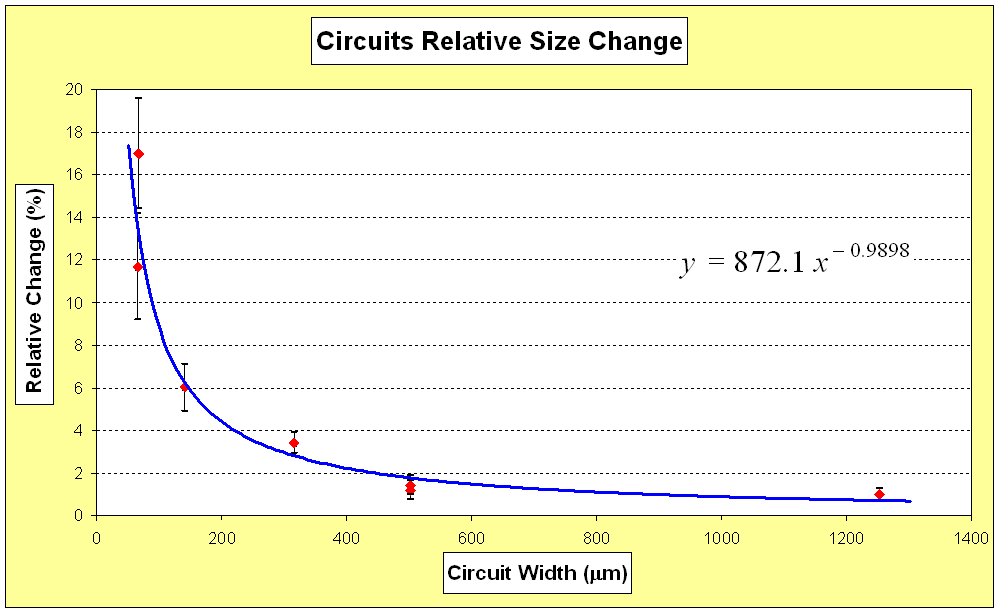 Circuits Relative Size Change
20
18
16
14
12
10
8
6
4
2
0
Relative Change (%)
y = 872.1 x^{– 0.9898}
0 200 400 600 800 1000 1200 1400
Circuit Width (µm)